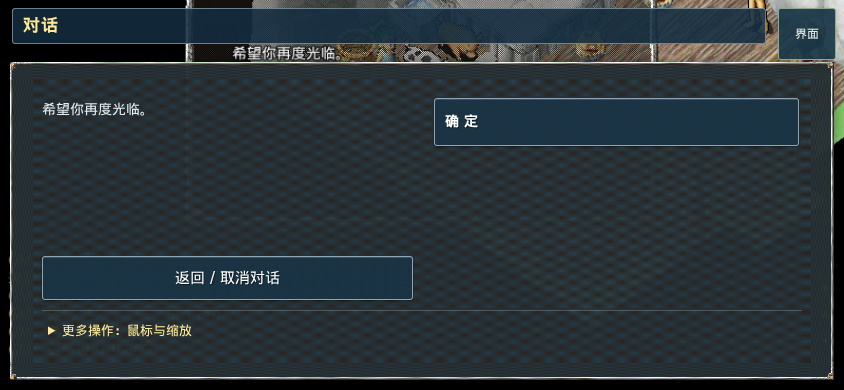 对话
界面
希望你再度光临。
希望你再度光临。
确 定
返回 / 取消对话
▶ 更多操作：鼠标与缩放